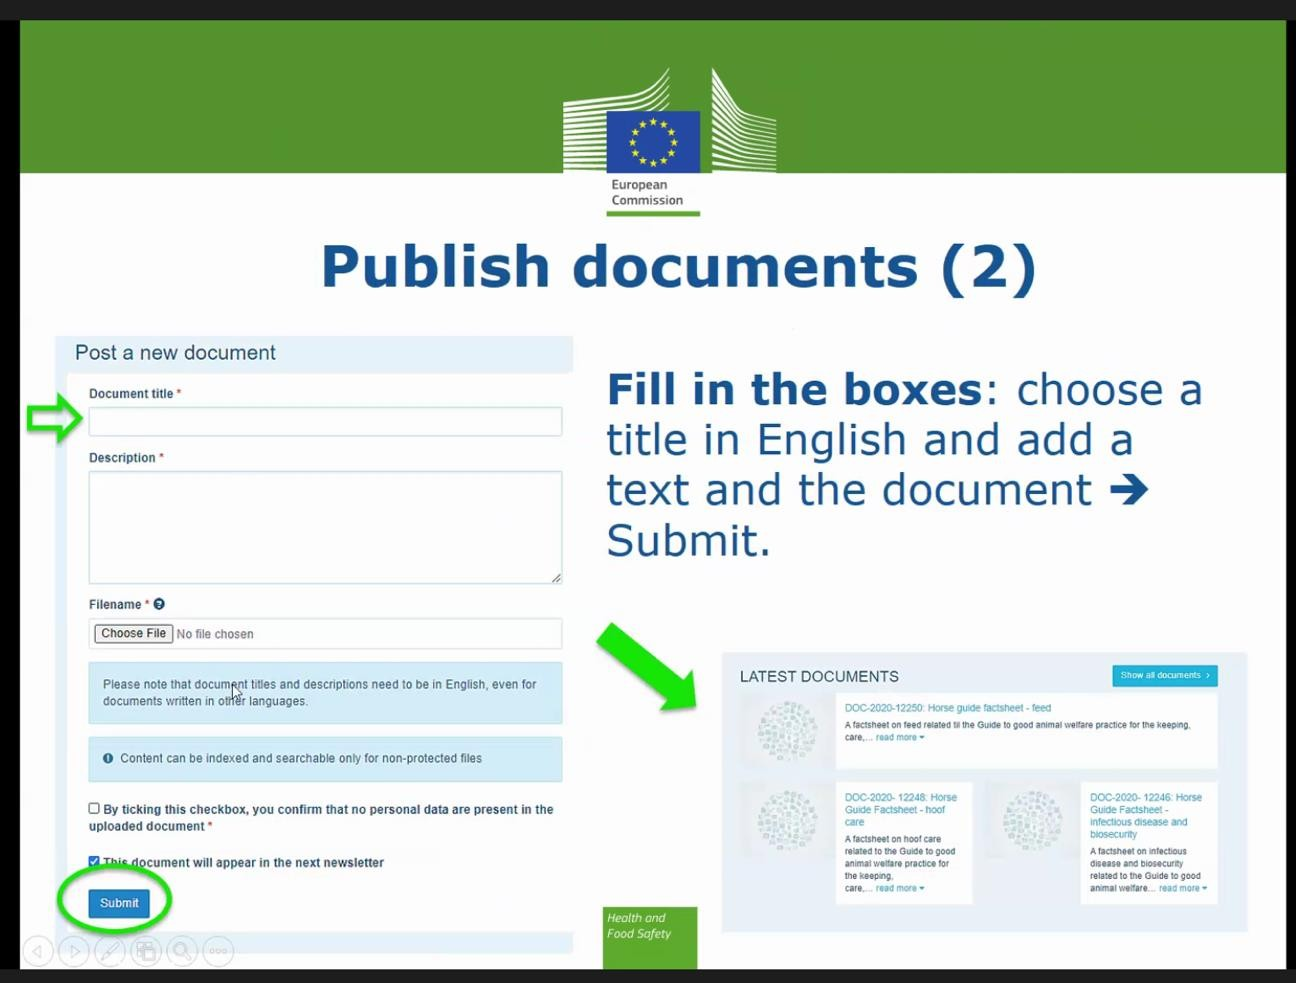 European
Commission
Publish documents (2)
Post a new document
Document title *
Description *
Filename *
Choose File No file chosen
Please note that document titles and descriptions need to be in English, even for
documents written in other languages.
Content can be indexed and searchable only for non-protected files
By ticking this checkbox, you confirm that no personal data are present in the
uploaded document *
This document will appear in the next newsletter
Submit
Fill in the boxes: choose a
title in English and add a
text and the document ➔
Submit.
LATEST DOCUMENTS
Show all documents
DOC-2020-12250: Horse guide factsheet - feed
A factsheet on feed related til the Guide to good animal welfare practice for the keeping,
care,... read more
DOC-2020- 12248: Horse
Guide Factsheet - hoof
care
A factsheet on hoof care
related to the Guide to good
animal welfare practice for
the keeping,
care,... read more
DOC-2020- 12246: Horse
Guide Factsheet -
infectious disease and
biosecurity
A factsheet on infectious
disease and biosecurity
related to the Guide to good
animal welfare... read more
Health and
Food Safety